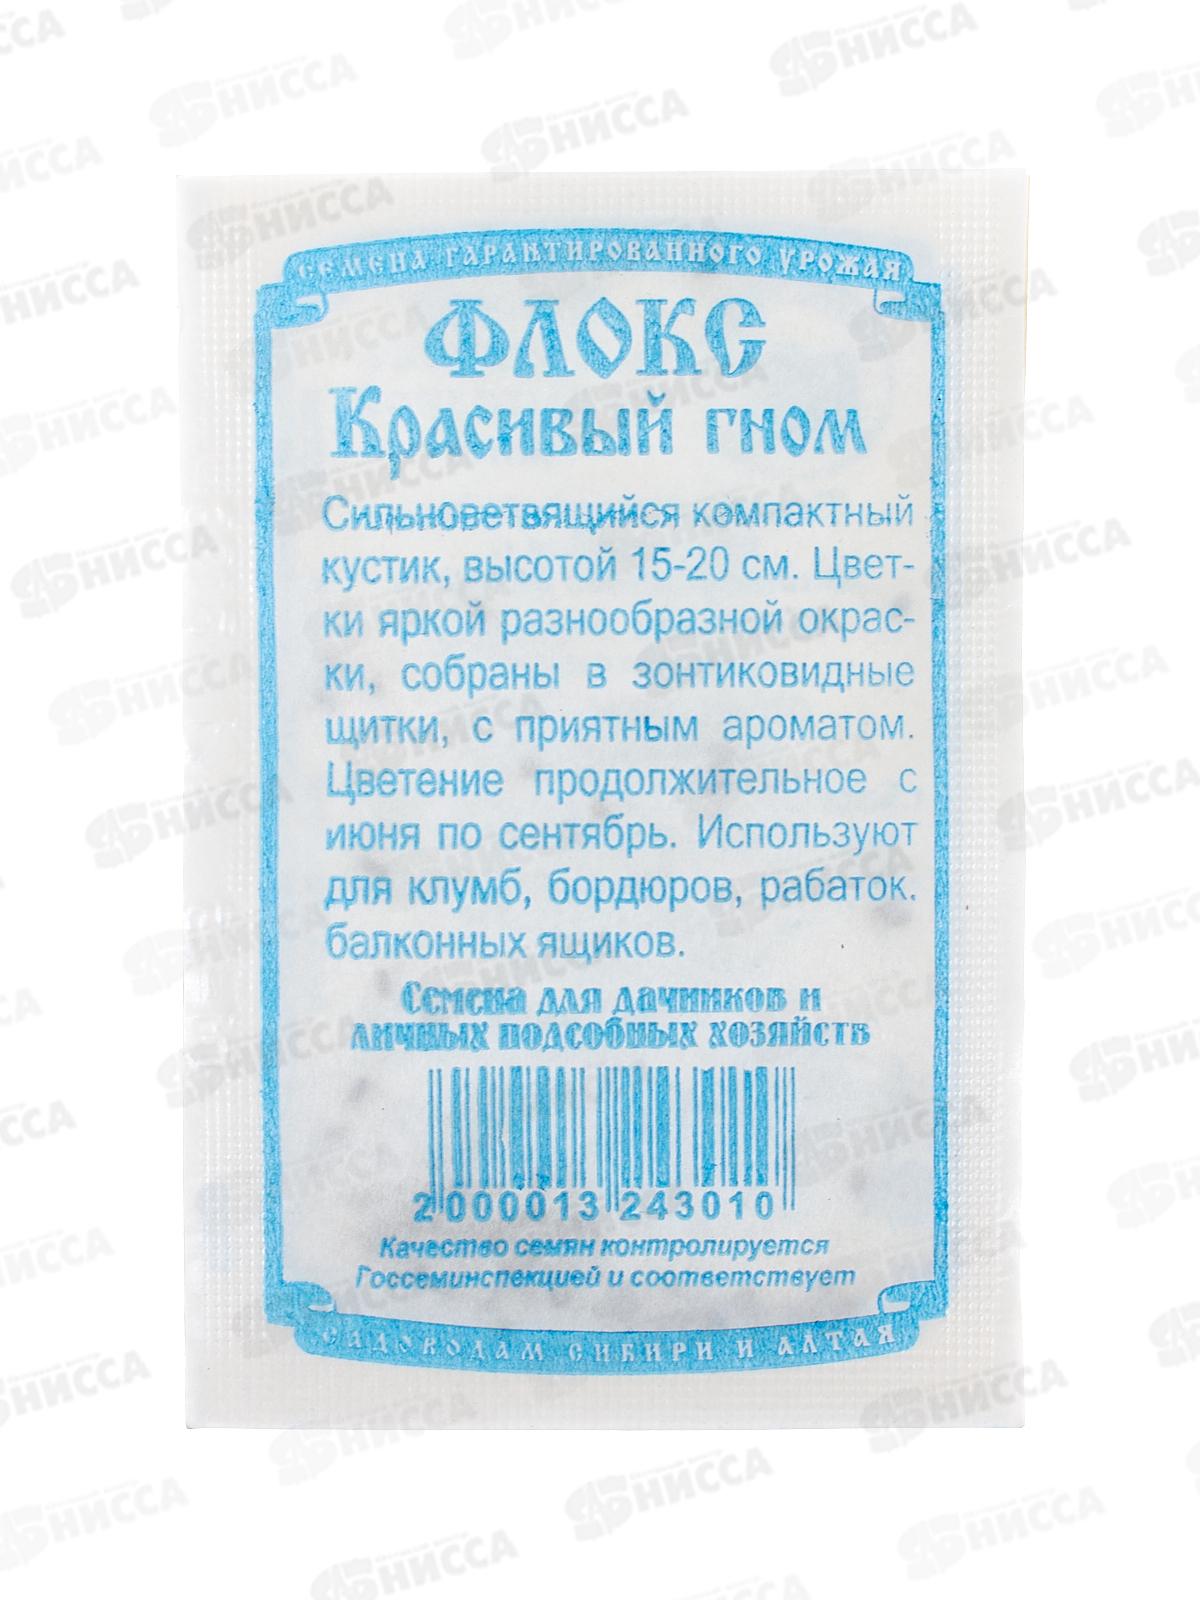 СЕМЕНА ГАРАНТИРОВАННОГО УРОЖАЯ
ФЛОКС
Красивый гном
Сильноветвящийся компактный
кустик, высотой 15-20 см. Цвет-
ки яркой разнообразной окрас-
ки, собраны в зонтиковидные
щитки, с приятным ароматом.
Цветение продолжительное с
июня по сентябрь. Используют
для клумб, бордюров, рабаток.
балконных ящиков.
Семена для дачников и
личных подсобных хозяйств
2 000013 243010
Качество семян контролируется
Госсеминспекцией и соответствует
САДОВОДАМ СИБИРИ И АЛТАЯ
НИССА